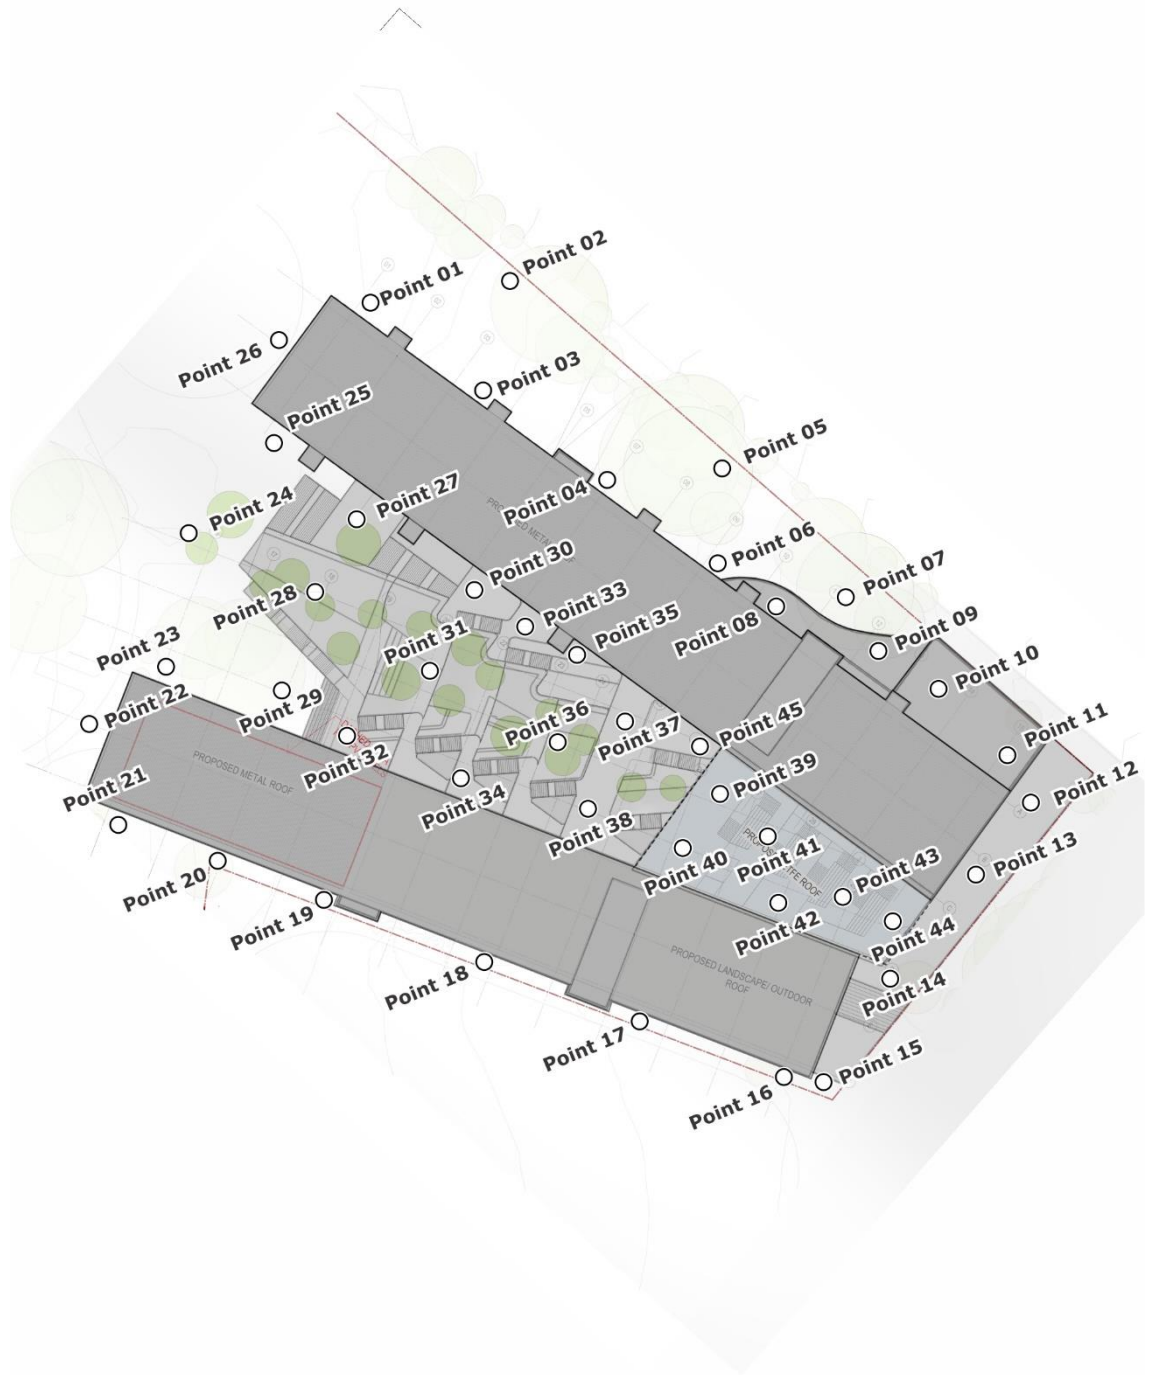 Point 02
Point 01
Point 26
Point 03
Point 25
Point 05
Point 27
Point 04
Point 24
Point 06
Point 30
Point 07
Point 28
Point 33
Point 35
Point 08
Point 09
Point 31
Point 23
Point 10
Point 22
Point 29
Point 36
Point 37
Point 45
Point 11
Point 32
PROPOSED METAL ROOF
Point 39
Point 12
Point 21
Point 34
Point 38
Point 41
Point 13
Point 40
Point 43
Point 20
Point 19
Point 42
Point 44
PROPOSED LANDSCAPE/ OUTDOOR
ROOF
Point 18
Point 14
Point 17
Point 15
Point 16